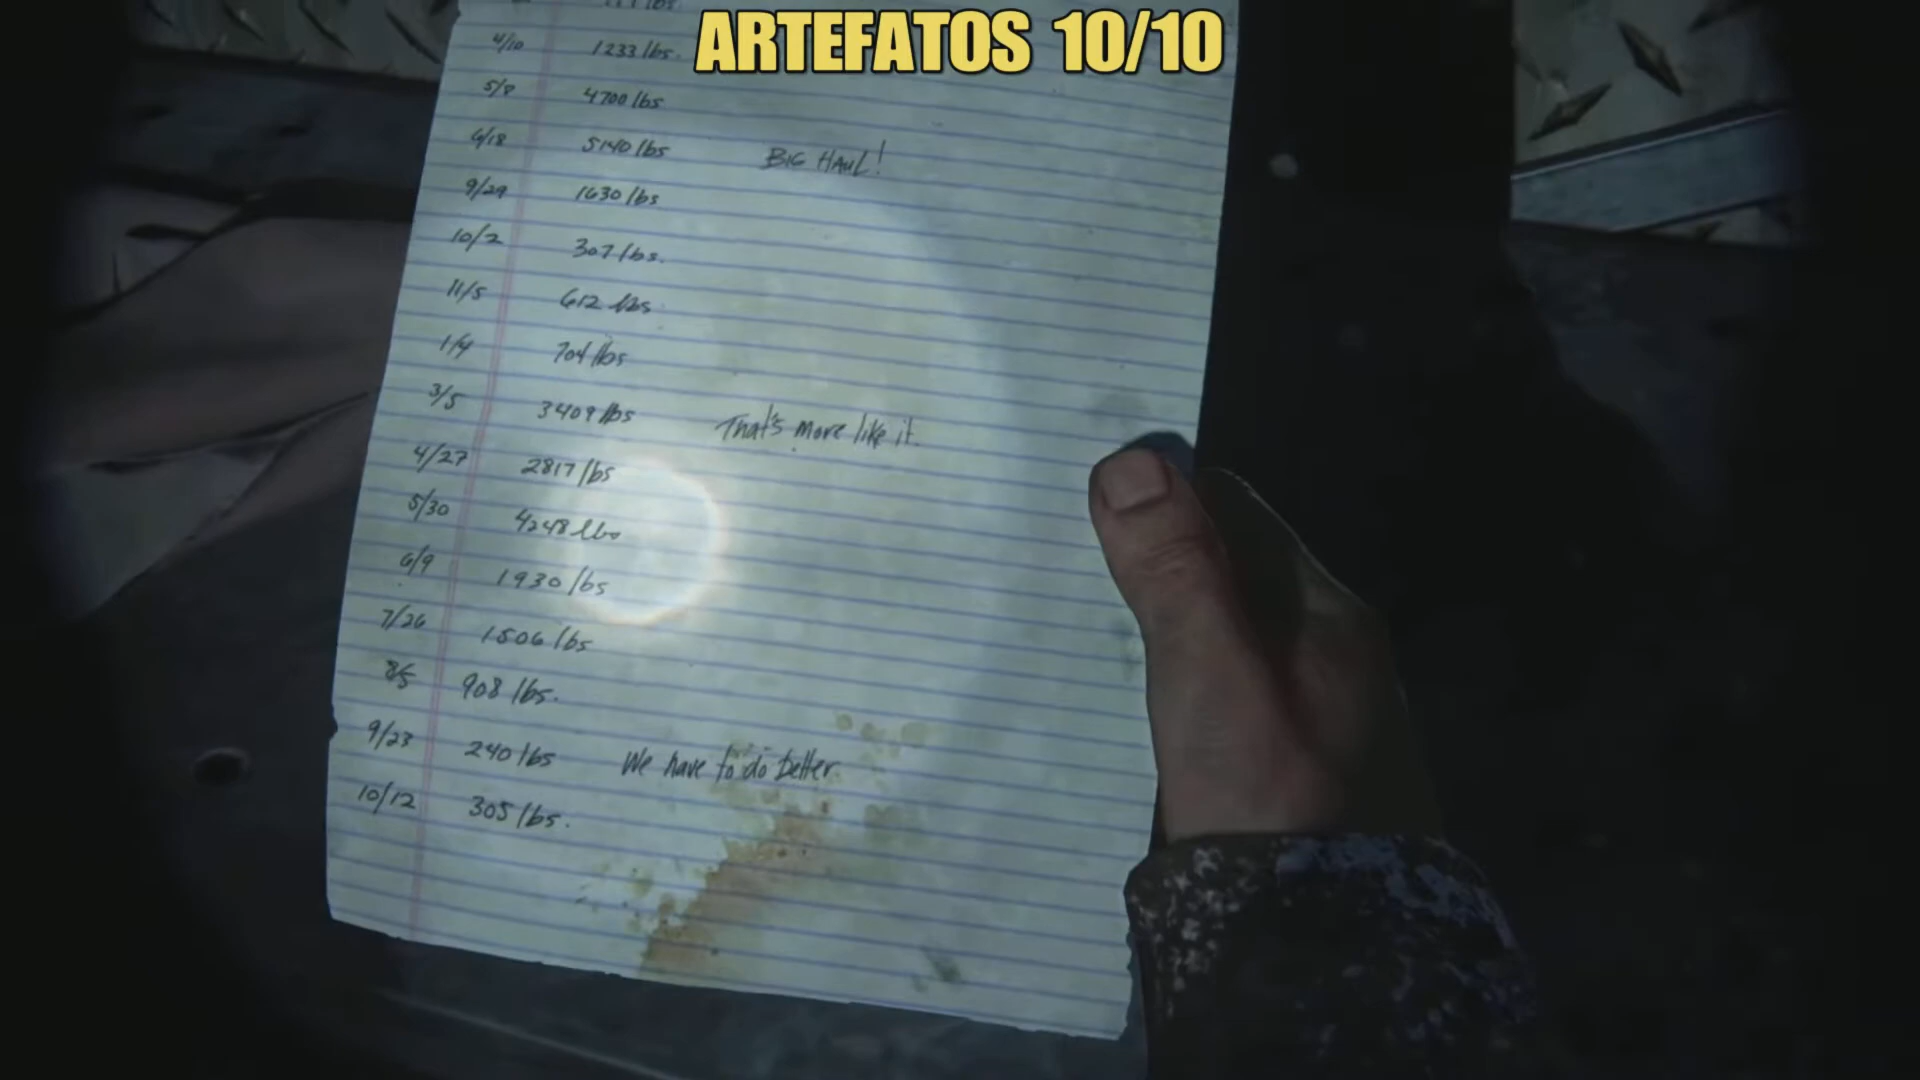 ARTEFATOS 10/10
4/10 1233 lbs.
5/8 4700 lbs
6/18 5140 lbs BIG HAUL!
9/29 1630 lbs
10/2 307 lbs.
11/5 612 lbs
1/4 704 lbs
3/5 3409 lbs That's more like it.
4/27 2817 lbs
5/30 4248 lbs
6/9 1930 lbs
7/26 1506 lbs
8/5 908 lbs.
9/23 240 lbs We have to do better
10/12 305 lbs.